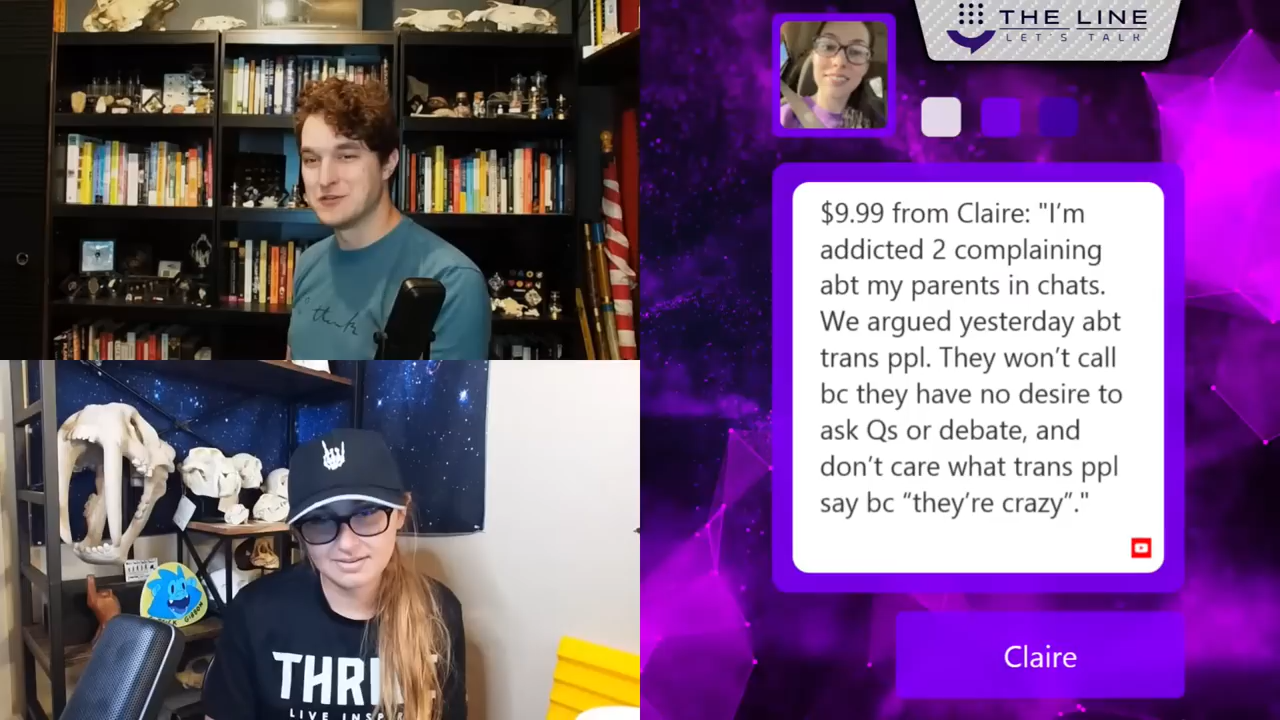 THE LINE
LET'S TALK
$9.99 from Claire: "I’m
addicted 2 complaining
abt my parents in chats.
We argued yesterday abt
trans ppl. They won’t call
bc they have no desire to
ask Qs or debate, and
don’t care what trans ppl
say bc “they’re crazy”."
Claire
think
THRI
LIVE INSP